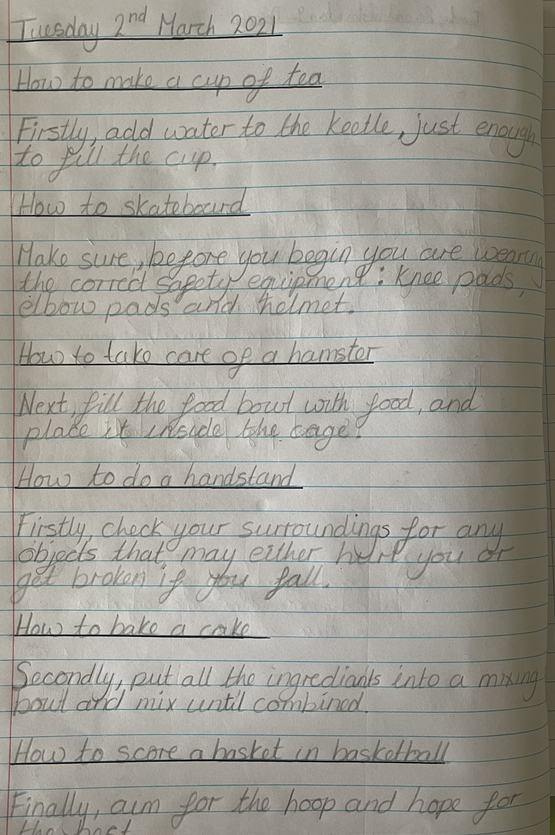 Tuesday 2nd March 2021
How to make a cup of tea
Firstly, add water to the keetle, just enough
to fill the cup.
How to skateboard
Make sure, before you begin you are wearing
the correct safety equipment: Knee pads,
elbow pads and helmet.
How to take care of a hamster
Next, fill the food bowl with food, and
place it inside the cage.
How to do a handstand
Firstly, check your surroundings for any
objects that may either hurt you or
get broken if you fall.
How to bake a cake
Secondly, put all the ingrediants into a mixing
bowl and mix until combined.
How to score a basket in basketball
Finally, aim for the hoop and hope for
the best